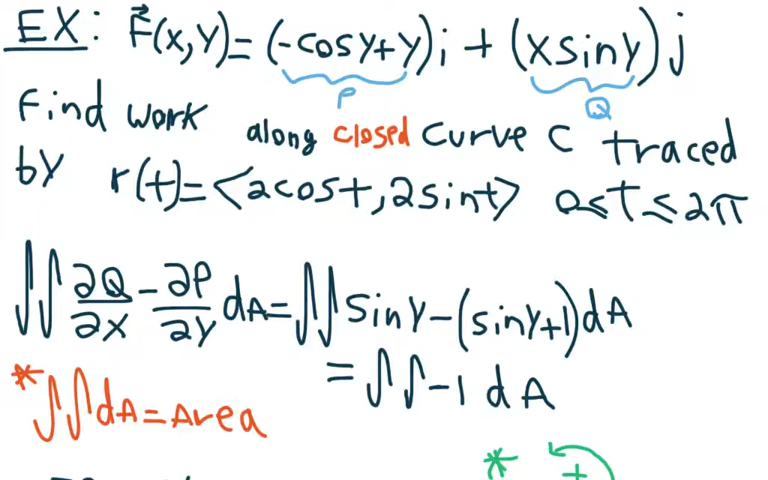 EX: F⃗(x,y)=(-cosy+y)i + (xsiny)j
P Q
Find work along closed curve C traced
by r(t)=<2cost,2sint> 0≤t≤2π
∫∫ ∂Q/∂x - ∂P/∂y dA = ∫∫ siny-(siny+1)dA
= ∫∫ -1 dA
* ∫∫ dA = Area
* +